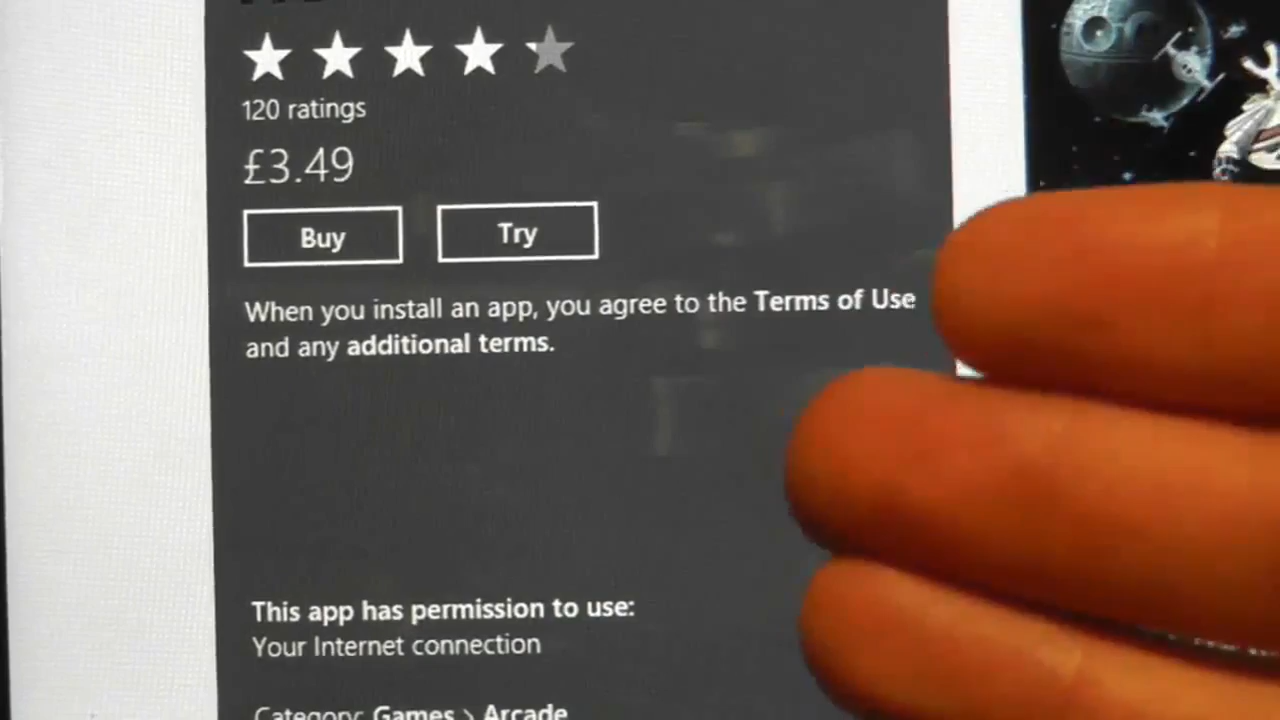 120 ratings
£3.49
Buy
Try
When you install an app, you agree to the Terms of Use
and any additional terms.
This app has permission to use:
Your Internet connection
Category: Games > Arcade